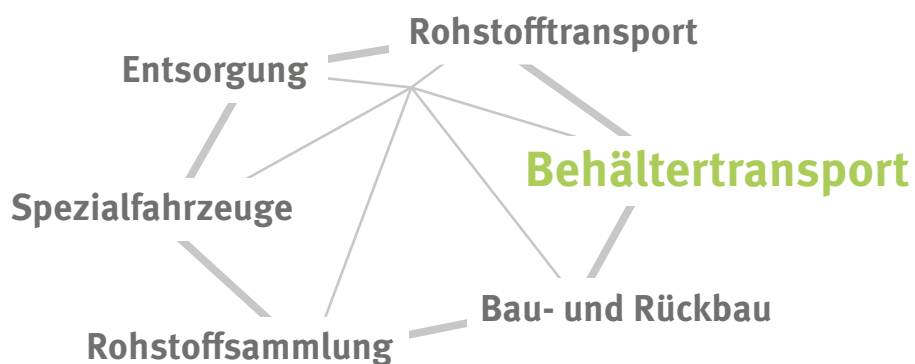 Rohstofftransport
Entsorgung
Behältertransport
Spezialfahrzeuge
Bau- und Rückbau
Rohstoffsammlung